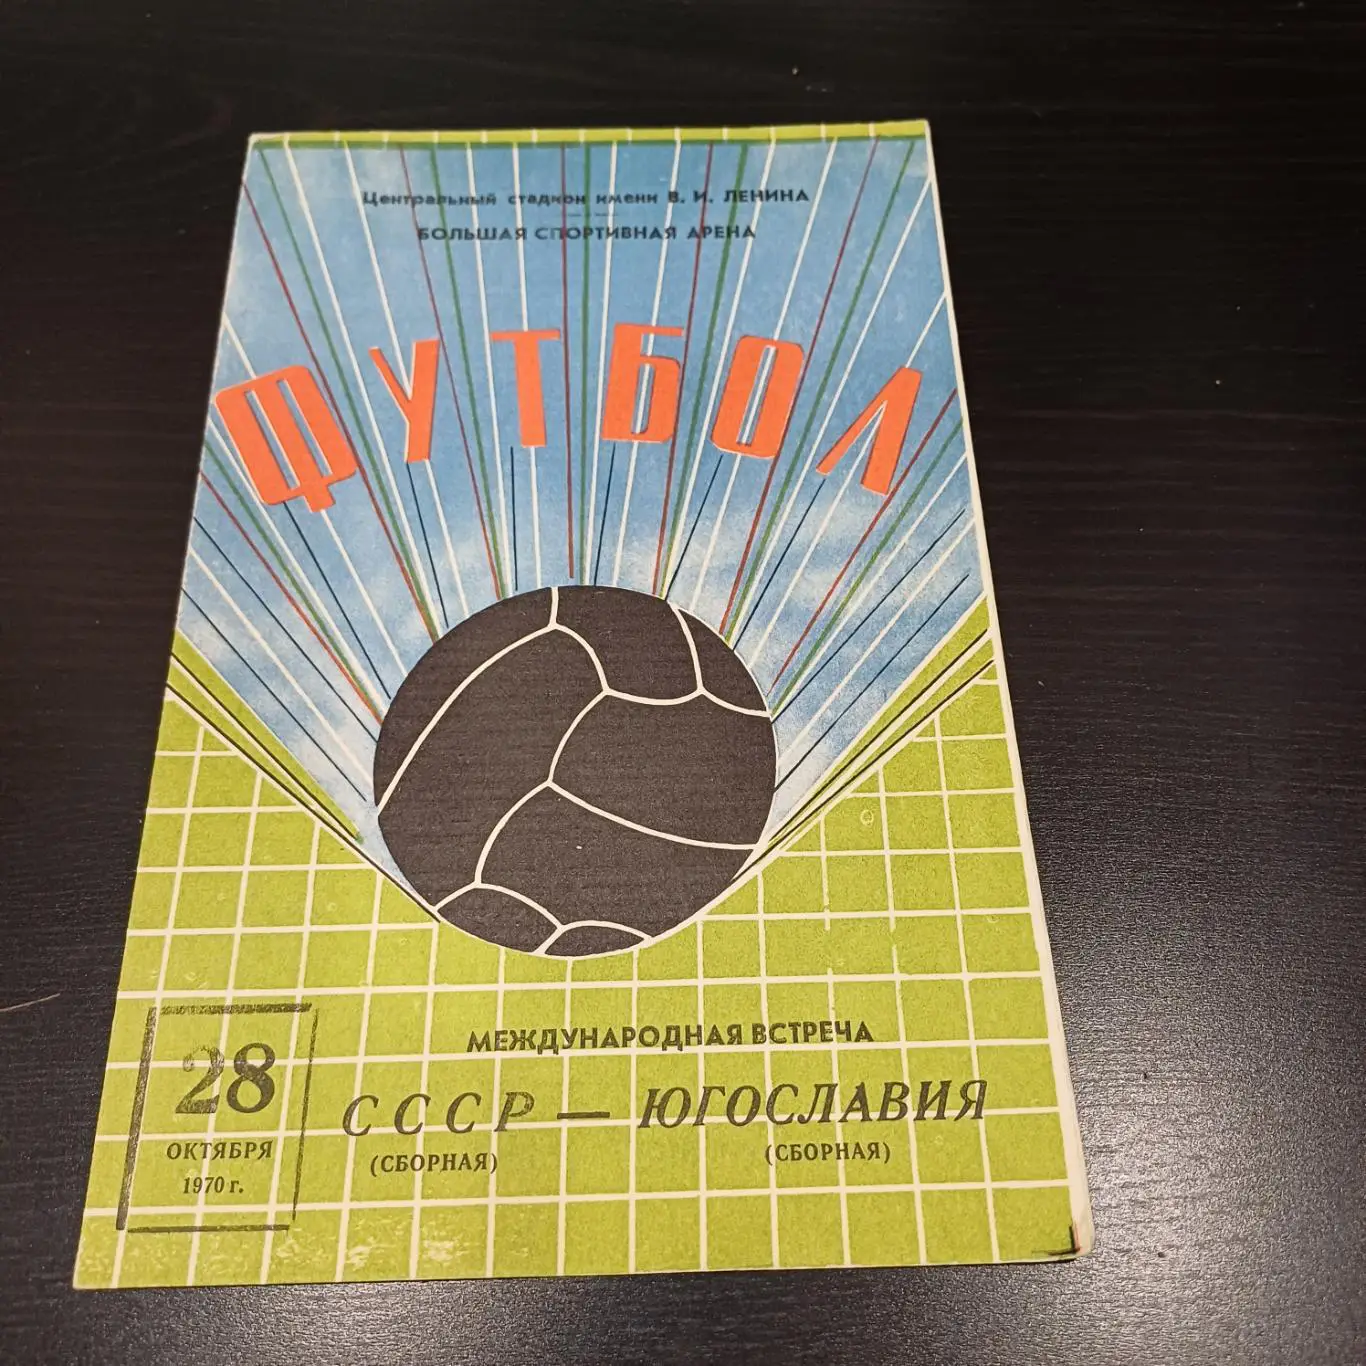 Центральный стадион имени В. И. ЛЕНИНА
БОЛЬШАЯ СПОРТИВНАЯ АРЕНА
ФУТБОЛ
МЕЖДУНАРОДНАЯ ВСТРЕЧА
28
ОКТЯБРЯ
1970 г.
СССР — ЮГОСЛАВИЯ
(СБОРНАЯ) (СБОРНАЯ)